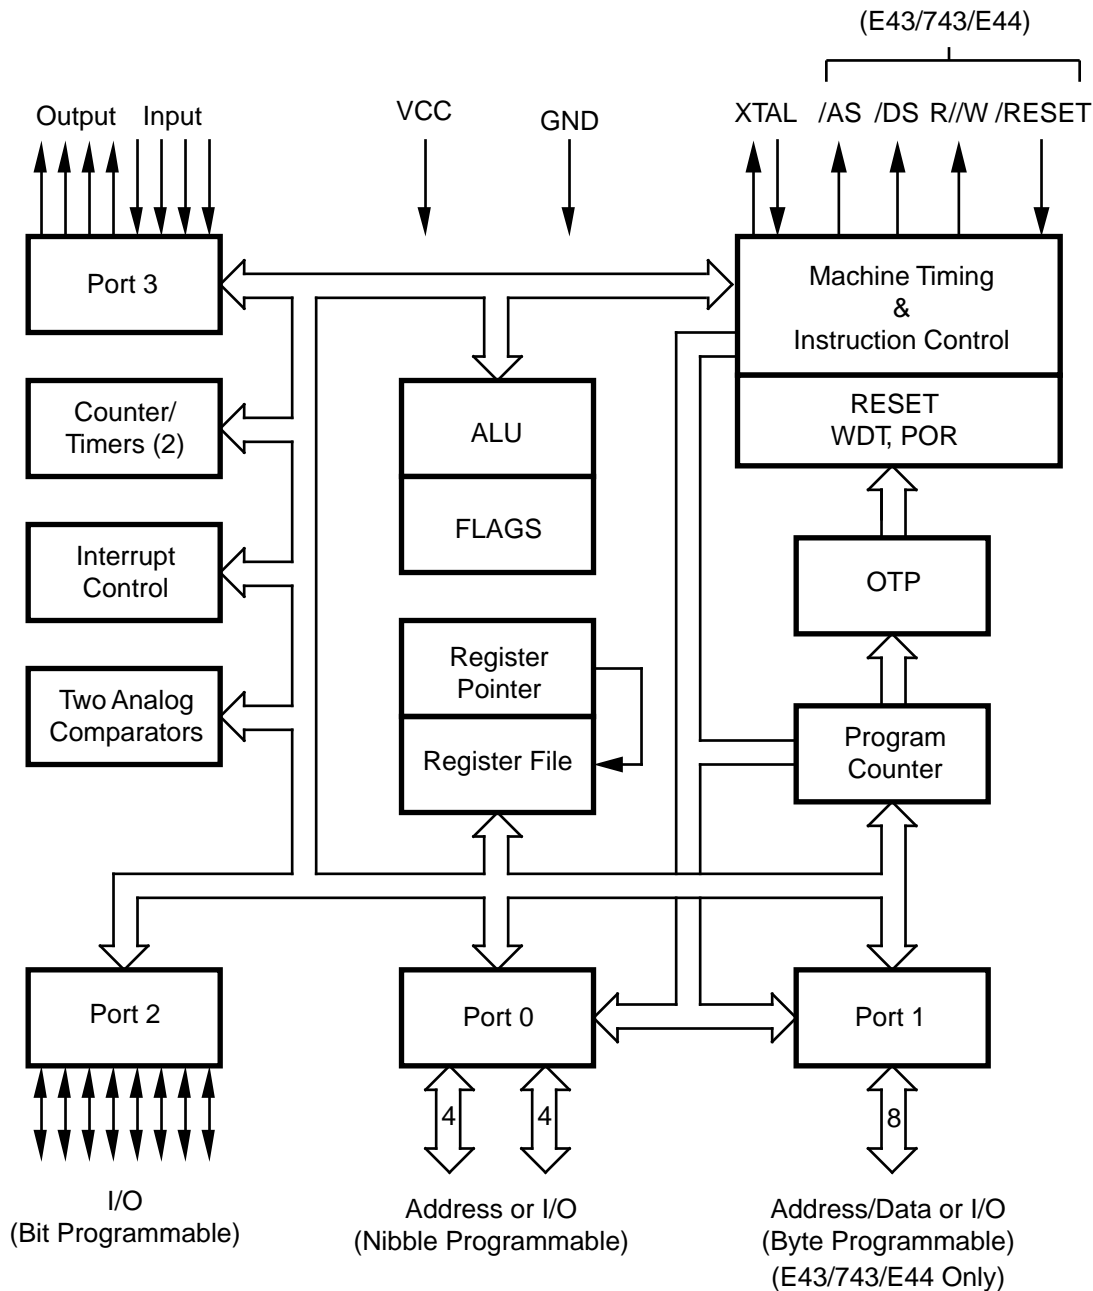 (E43/743/E44)
Output Input
VCC
GND
XTAL /AS /DS R//W /RESET
Port 3
Machine Timing
&
Instruction Control
RESET
WDT, POR
Counter/
Timers (2)
ALU
FLAGS
Interrupt
Control
OTP
Register
Pointer
Register File
Two Analog
Comparators
Program
Counter
Port 2
Port 0
Port 1
4
4
8
I/O
(Bit Programmable)
Address or I/O
(Nibble Programmable)
Address/Data or I/O
(Byte Programmable)
(E43/743/E44 Only)